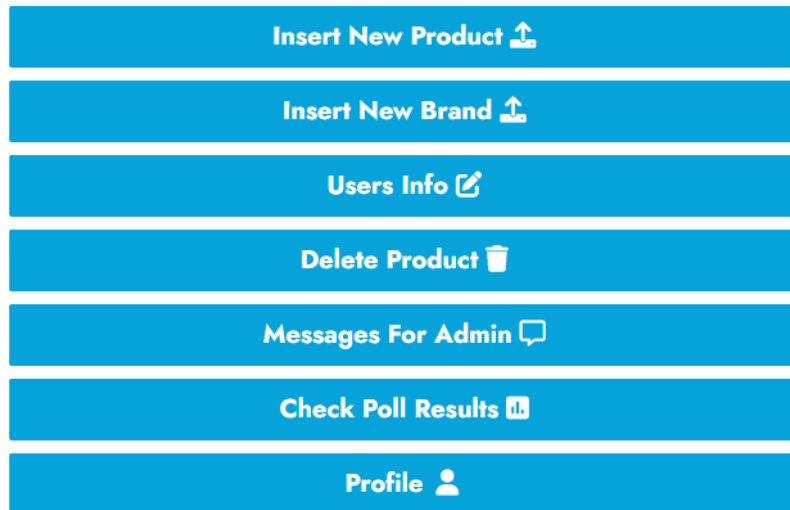 Insert New Product
Insert New Brand
Users Info
Delete Product
Messages For Admin
Check Poll Results
Profile